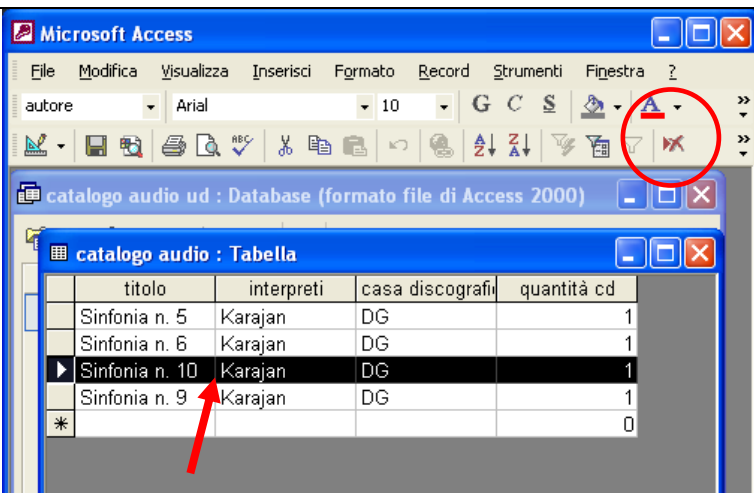 Microsoft Access
File Modifica Visualizza Inserisci Formato Record Strumenti Finestra ?
autore Arial 10 G C S A
ABC A Z Z A
catalogo audio ud : Database (formato file di Access 2000)
catalogo audio : Tabella
titolo interpreti casa discografi quantità cd
Sinfonia n. 5 Karajan DG 1
Sinfonia n. 6 Karajan DG 1
Sinfonia n. 10 Karajan DG 1
Sinfonia n. 9 Karajan DG 1
0